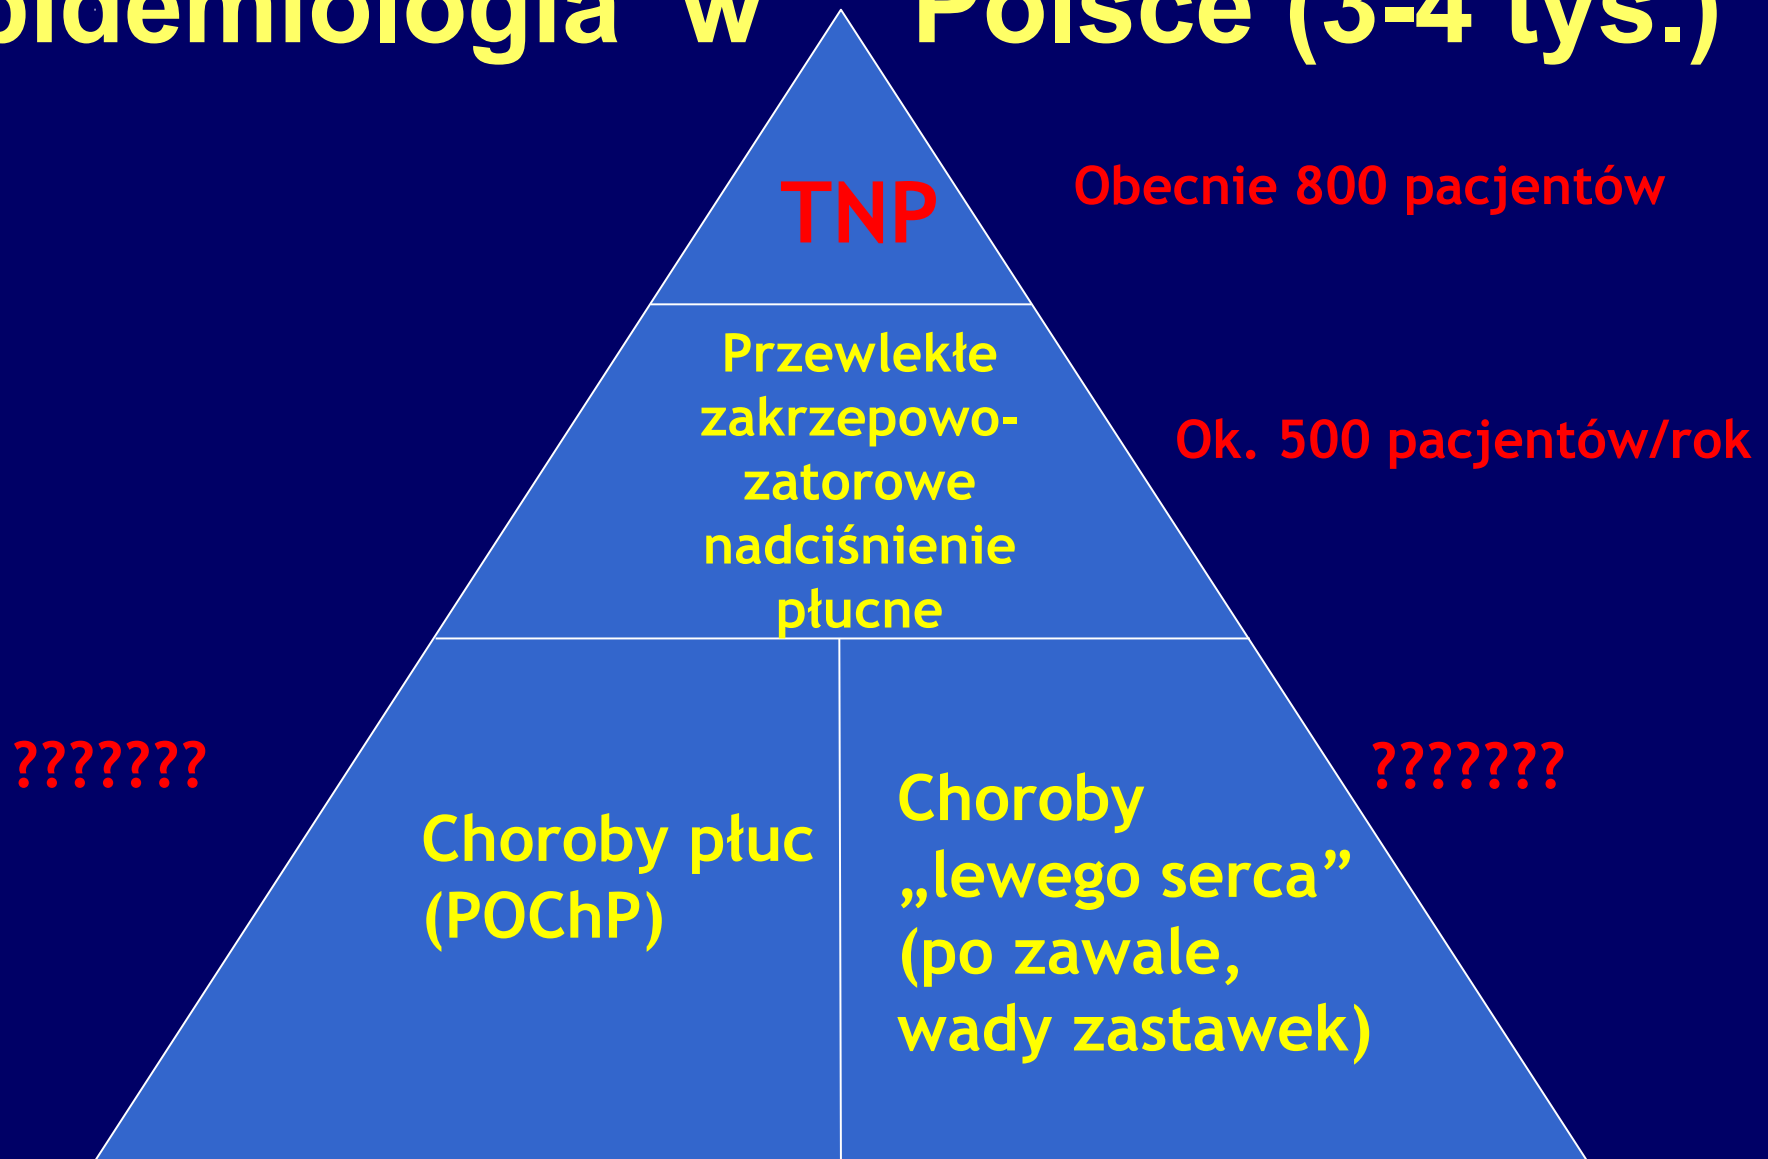 pidemiologia w Polsce (3-4 tys.)
TNP
Obecnie 800 pacjentów
Przewlekłe
zakrzepowo-
zatorowe
nadciśnienie
płucne
Ok. 500 pacjentów/rok
???????
Choroby płuc
(POChP)
Choroby
„lewego serca”
(po zawale,
wady zastawek)
???????